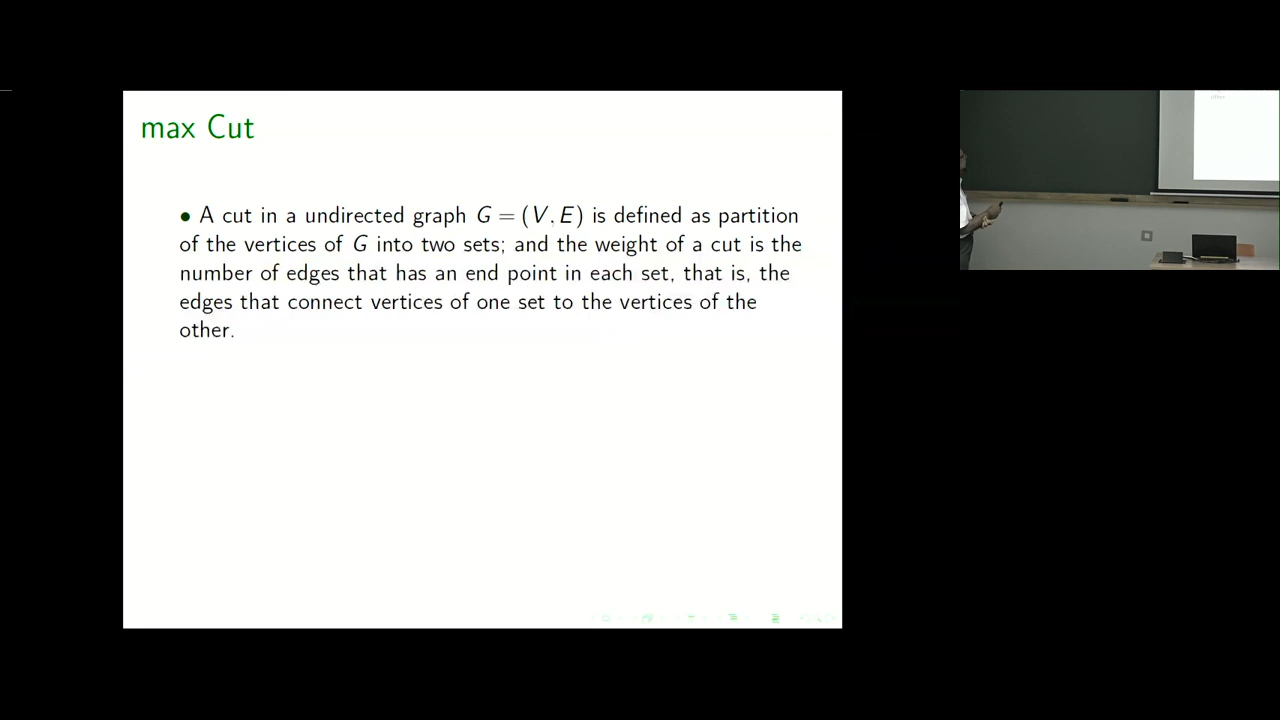 max Cut
• A cut in a undirected graph G = (V, E) is defined as partition
of the vertices of G into two sets; and the weight of a cut is the
number of edges that has an end point in each set, that is, the
edges that connect vertices of one set to the vertices of the
other.